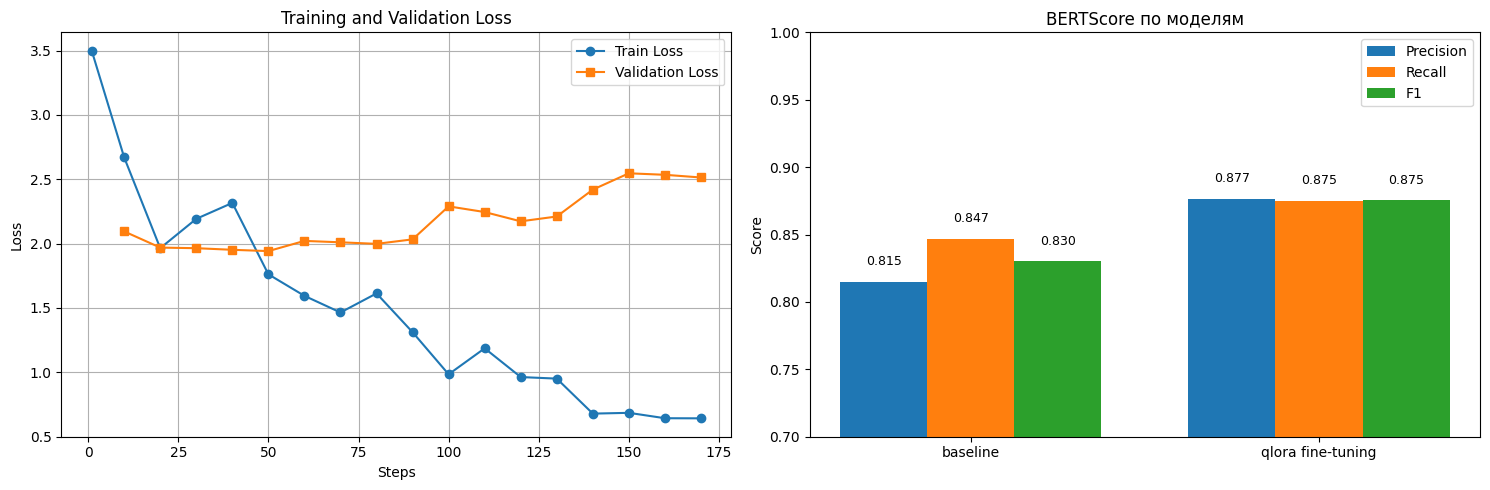 Training and Validation Loss
Train Loss
Validation Loss
3.5
3.0
2.5
2.0
1.5
1.0
0.5
Loss
0 25 50 75 100 125 150 175
Steps
BERTScore по моделям
Precision
Recall
F1
1.00
0.95
0.90
0.85
0.80
0.75
0.70
Score
0.815
0.847
0.830
0.877
0.875
0.875
baseline qlora fine-tuning